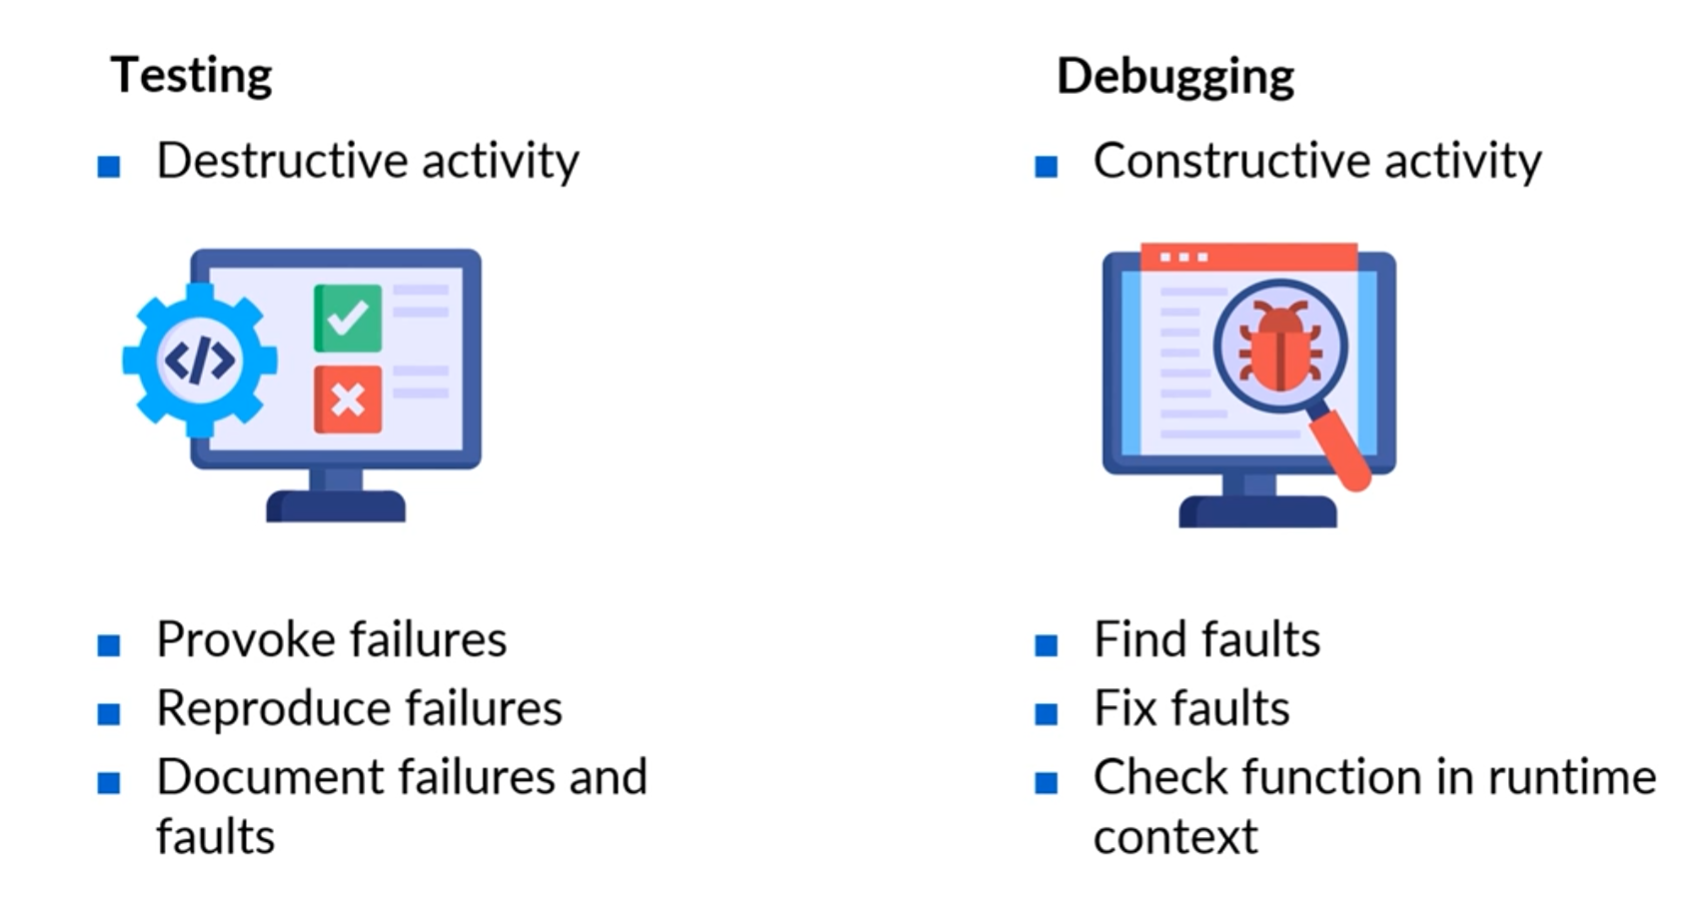 Testing
Destructive activity
</>
Provoke failures
Reproduce failures
Document failures and
faults
Debugging
Constructive activity
Find faults
Fix faults
Check function in runtime
context